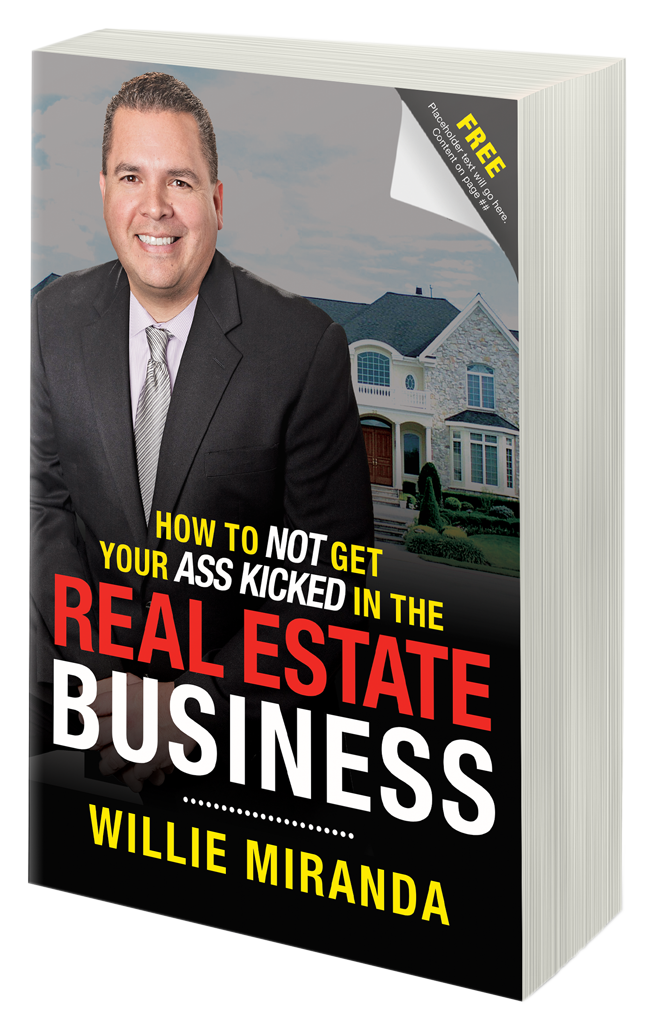 FREE
Placeholder text will go here.
Content on page ##
HOW TO NOT GET
YOUR ASS KICKED IN THE
REAL ESTATE
BUSINESS
WILLIE MIRANDA